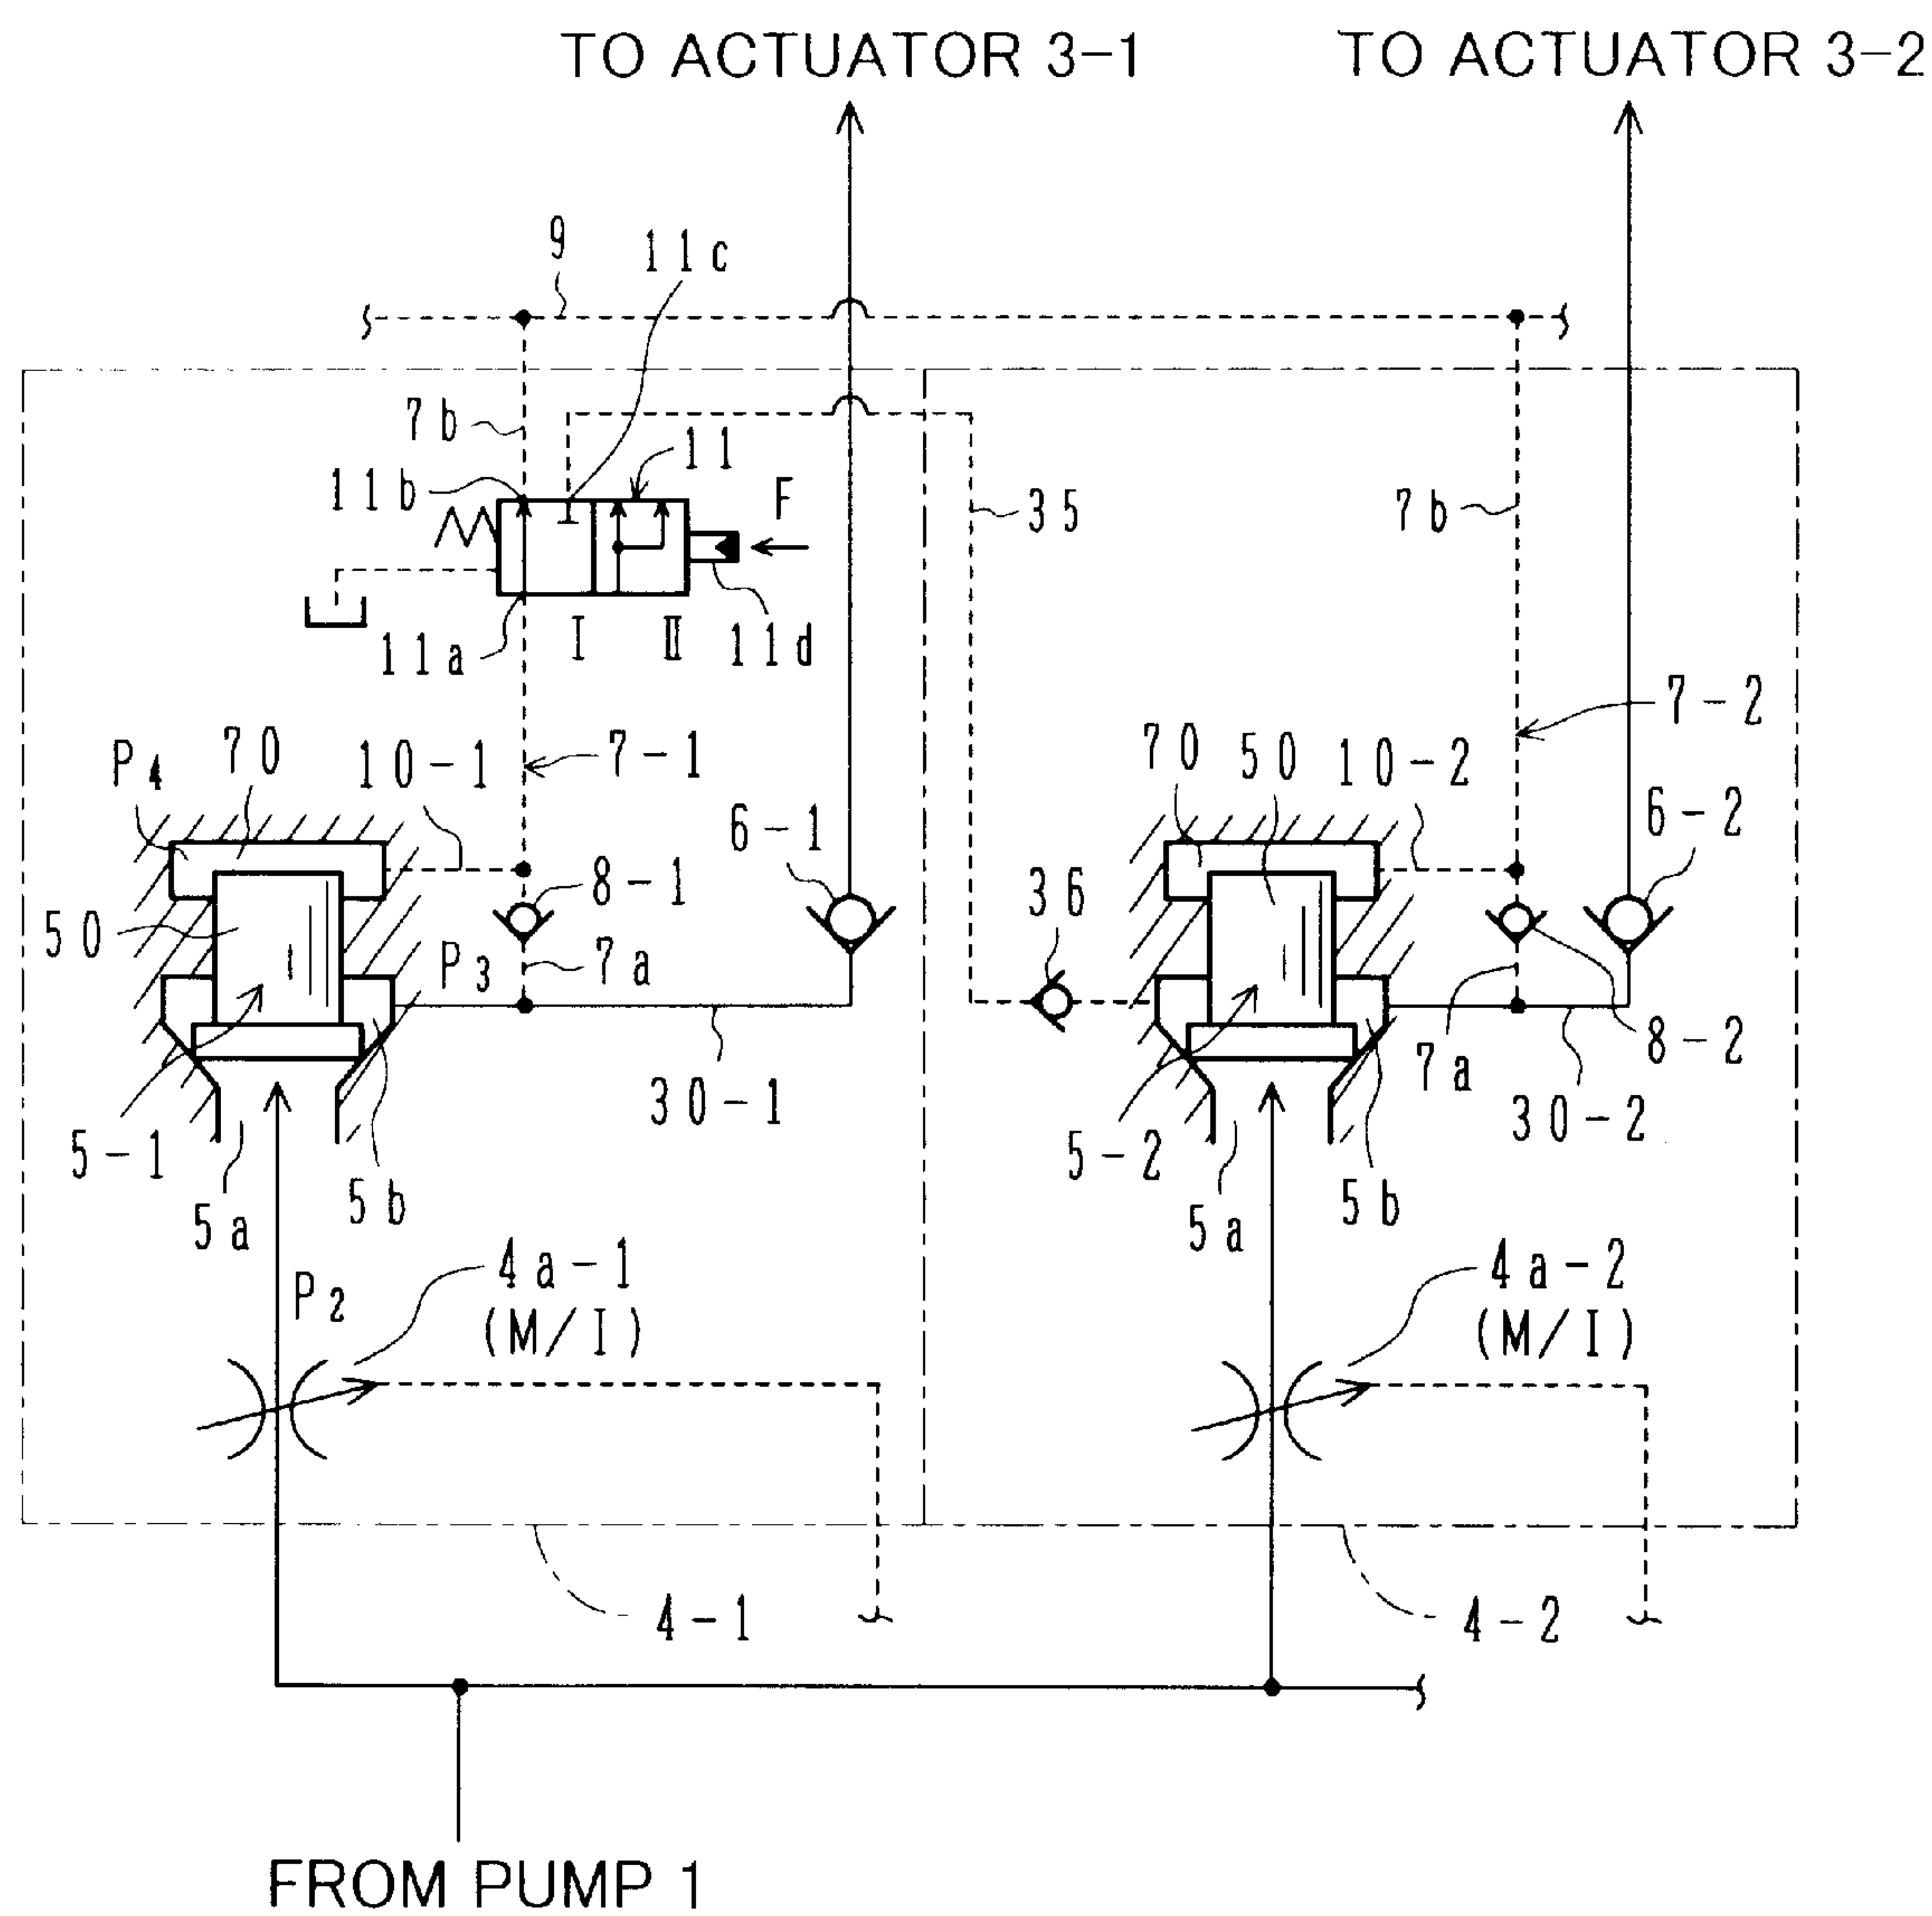 TO ACTUATOR 3-1
TO ACTUATOR 3-2
9
11c
7b
11
11b
F
35
7b
11a
I
II
11d
7-2
P4
70
10-1
7-1
6-1
70
50
10-2
6-2
8-1
36
50
P3
7a
8-2
7a
30-1
30-2
5-1
5a
5b
5-2
5a
5b
P2
4a-1
(M/I)
4a-2
(M/I)
4-1
4-2
FROM PUMP 1